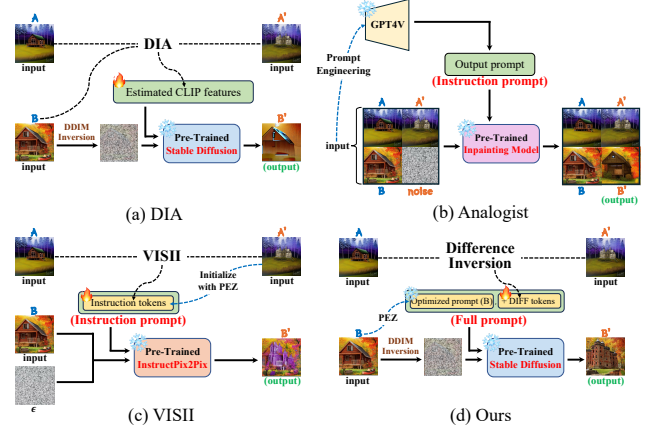 A
A'
DIA
input
input
Estimated CLIP features
B
B'
DDIM
Inversion
Pre-Trained
Stable Diffusion
input
(output)
(a) DIA
GPT4V
Prompt
Engineering
Output prompt
(Instruction prompt)
A
A'
A
A'
input
Pre-Trained
Inpainting Model
B
noise
B
B'
(output)
(b) Analogist
A
A'
VISII
input
input
Initialize
with PEZ
Instruction tokens
(Instruction prompt)
B
B'
input
Pre-Trained
InstructPix2Pix
(output)
ϵ
(c) VISII
A
A'
Difference
Inversion
input
input
Optimized prompt (B)
+ DIFF tokens
PEZ
(Full prompt)
B
B'
DDIM
Inversion
Pre-Trained
Stable Diffusion
input
(output)
(d) Ours